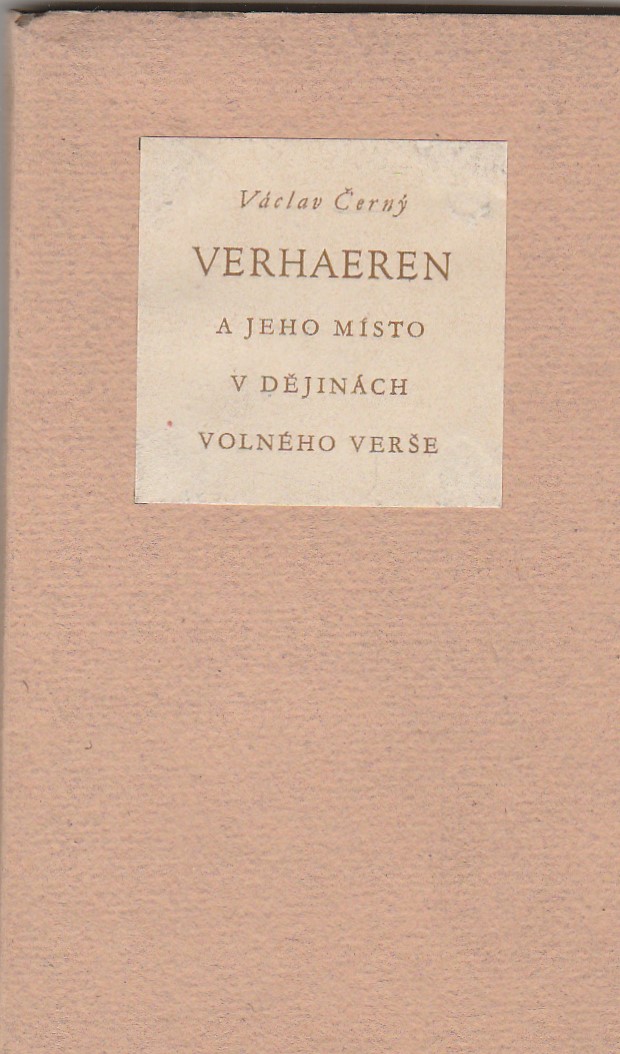 Václav Černý
VERHAEREN
A JEHO MÍSTO
V DĚJINÁCH
VOLNÉHO VERŠE